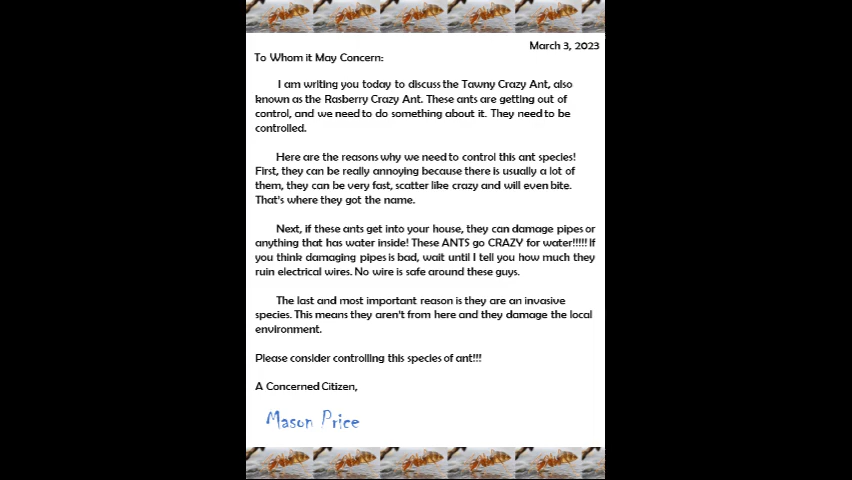 March 3, 2023
To Whom it May Concern:
I am writing you today to discuss the Tawny Crazy Ant, also
known as the Rasberry Crazy Ant. These ants are getting out of
control, and we need to do something about it. They need to be
controlled.
Here are the reasons why we need to control this ant species!
First, they can be really annoying because there is usually a lot of
them, they can be very fast, scatter like crazy and will even bite.
That's where they got the name.
Next, if these ants get into your house, they can damage pipes or
anything that has water inside! These ANTS go CRAZY for water!!!!! If
you think damaging pipes is bad, wait until I tell you how much they
ruin electrical wires. No wire is safe around these guys.
The last and most important reason is they are an invasive
species. This means they aren't from here and they damage the local
environment.
Please consider controlling this species of ant!!!
A Concerned Citizen,
Mason Price